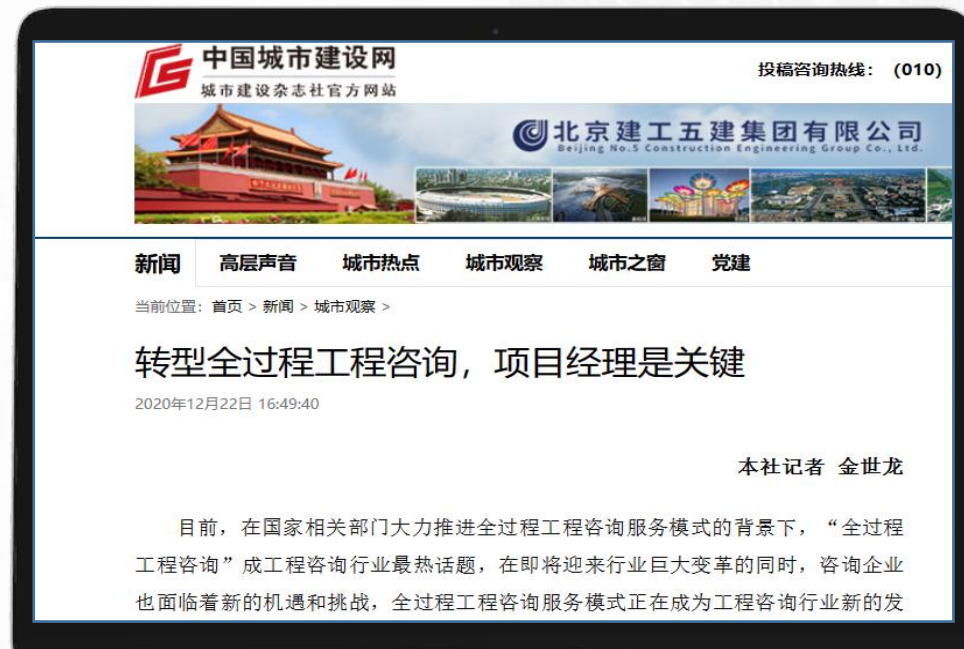 中国城市建设网
城市建设杂志社官方网站
投稿咨询热线：（010）
北京建工五建集团有限公司
Beijing No.5 Construction Engineering Group Co., Ltd.
新闻 高层声音 城市热点 城市观察 城市之窗 党建
当前位置：首页 > 新闻 > 城市观察 >
转型全过程工程咨询，项目经理是关键
2020年12月22日 16:49:40
本社记者 金世龙
目前，在国家相关部门大力推进全过程工程咨询服务模式的背景下，“全过程
工程咨询”成工程咨询行业最热话题，在即将迎来行业巨大变革的同时，咨询企业
也面临着新的机遇和挑战，全过程工程咨询服务模式正在成为工程咨询行业新的发